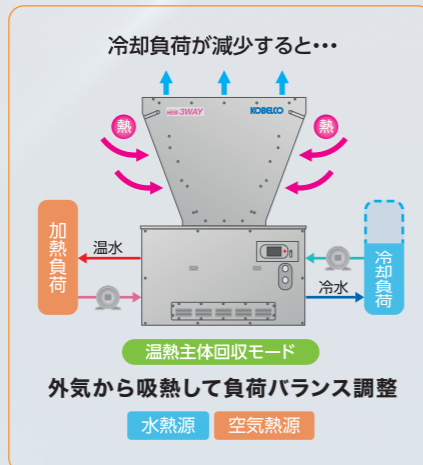 冷却負荷が減少すると･･･
HEM 3WAY
KOBELCO
熱
熱
加熱負荷
温水
冷却負荷
冷水
温熱主体回収モード
外気から吸熱して負荷バランス調整
水熱源
空気熱源